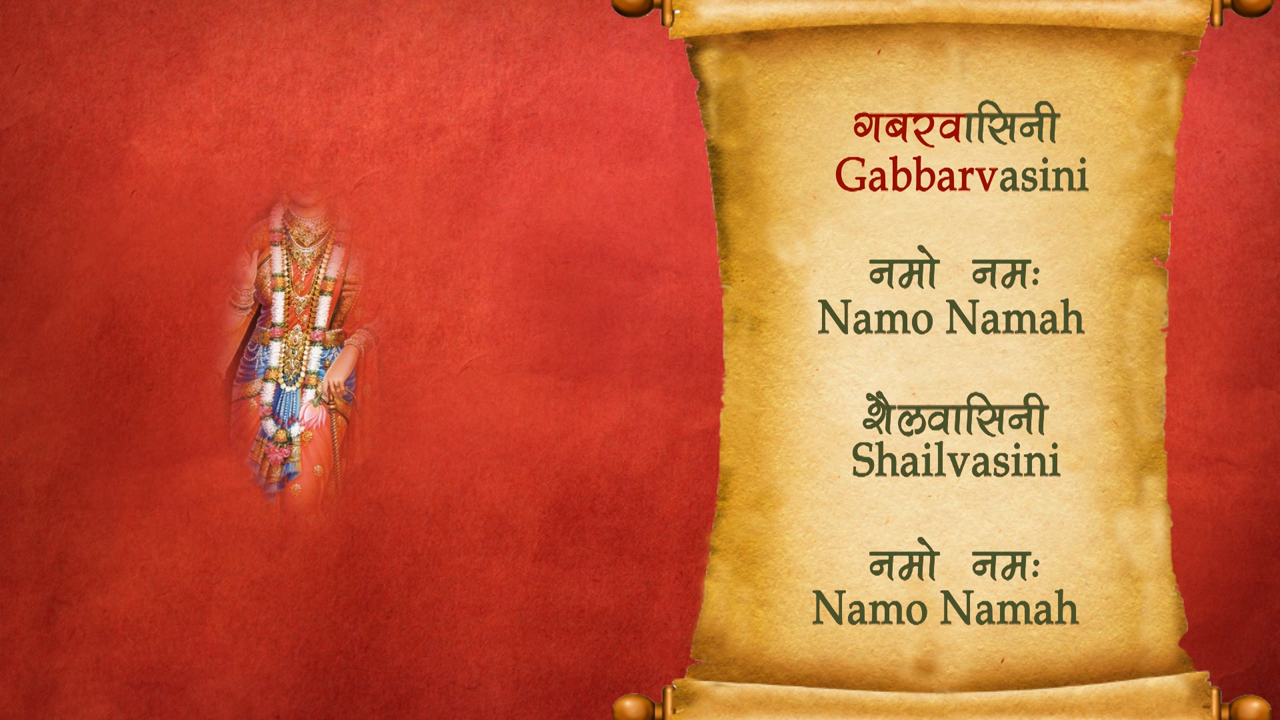 गबरवासिनी
Gabbarvasini
नमो नमः
Namo Namah
शैलवासिनी
Shailvasini
नमो नमः
Namo Namah